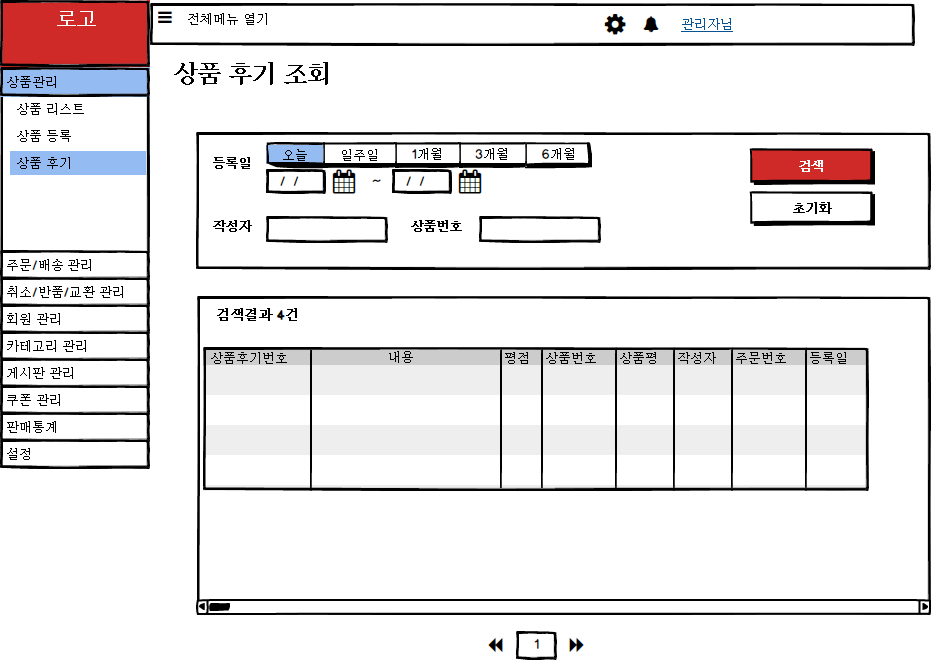 로고
전체메뉴 열기
관리자님
상품관리
상품 리스트
상품 등록
상품 후기
주문/배송 관리
취소/반품/교환 관리
회원 관리
카테고리 관리
게시판 관리
쿠폰 관리
판매통계
설정
상품 후기 조회
등록일 오늘 일주일 1개월 3개월 6개월
/ / ~ / /
작성자 상품번호
검색
초기화
검색결과 4건
상품후기번호 내용 평점 상품번호 상품평 작성자 주문번호 등록일
1